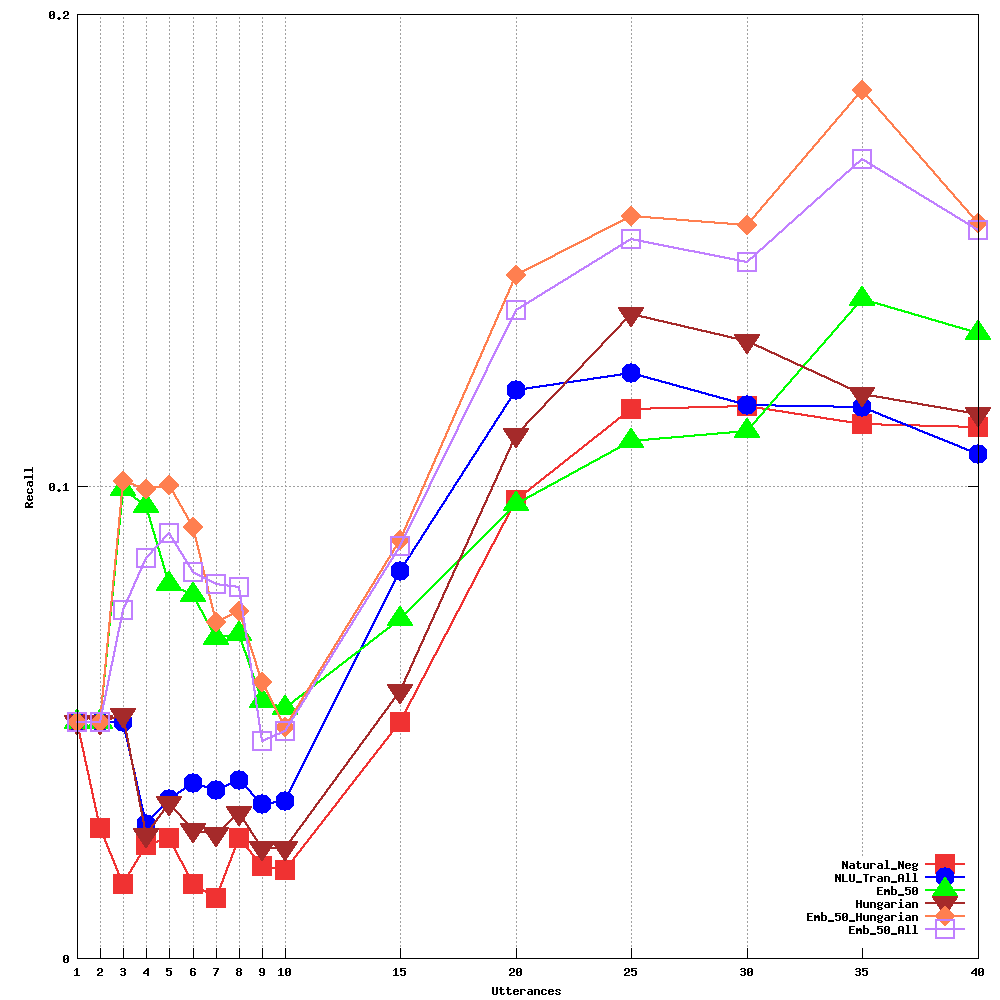 0.2
Recall
0.1
Natural_Neg
NLU_Tran_All
Emb_50
Hungarian
Emb_50_Hungarian
Emb_50_All
0
1 2 3 4 5 6 7 8 9 10 15 20 25 30 35 40
Utterances